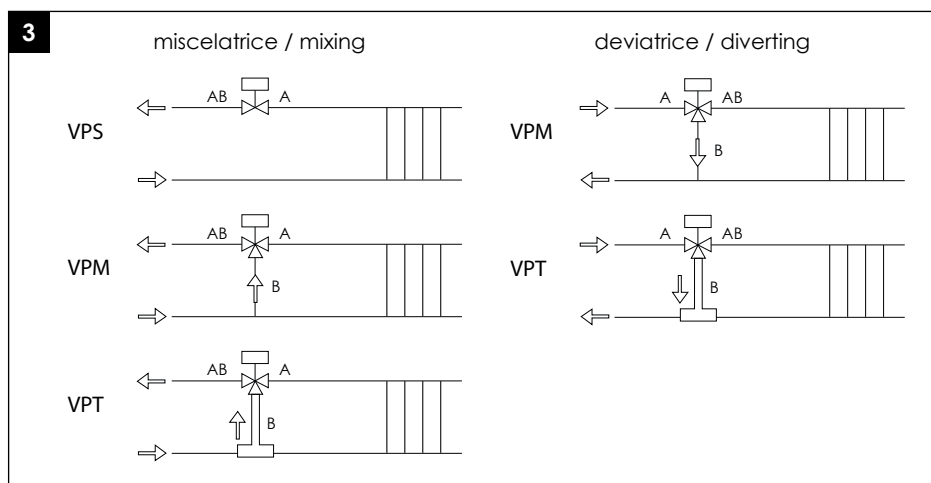 3
miscelatrice / mixing
AB A
VPS
AB A
VPM
B
AB A
VPT
B
deviatrice / diverting
A AB
VPM
B
A AB
VPT
B